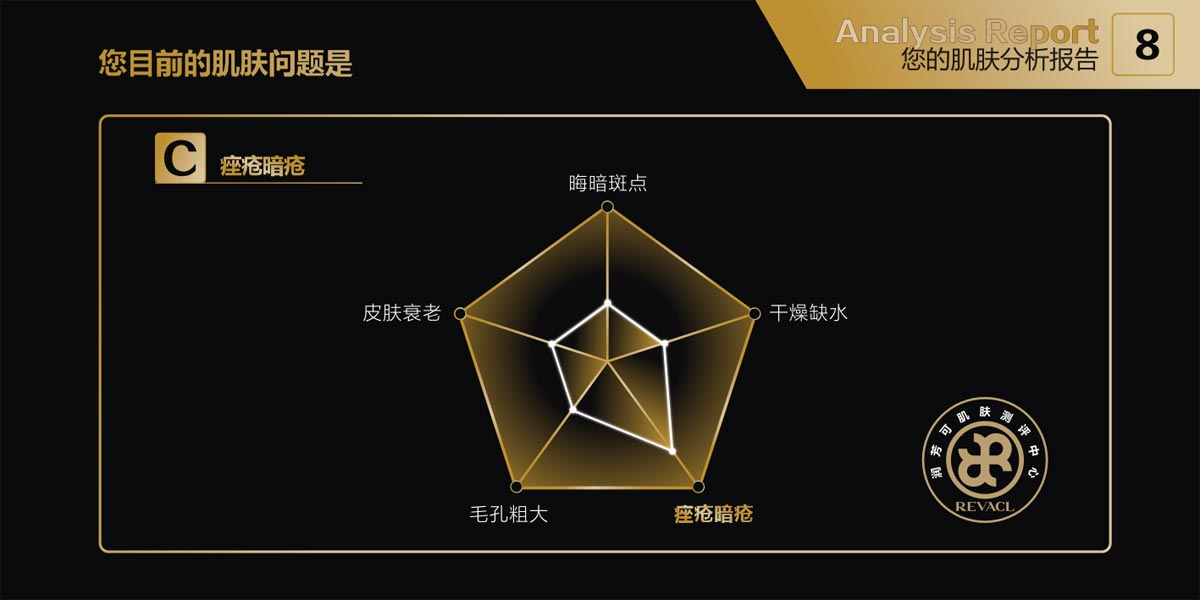 Analysis Report
您的肌肤分析报告
8
您目前的肌肤问题是
C
痤疮暗疮
晦暗斑点
皮肤衰老
干燥缺水
毛孔粗大
痤疮暗疮
润芳可肌肤测评中心
REVACL